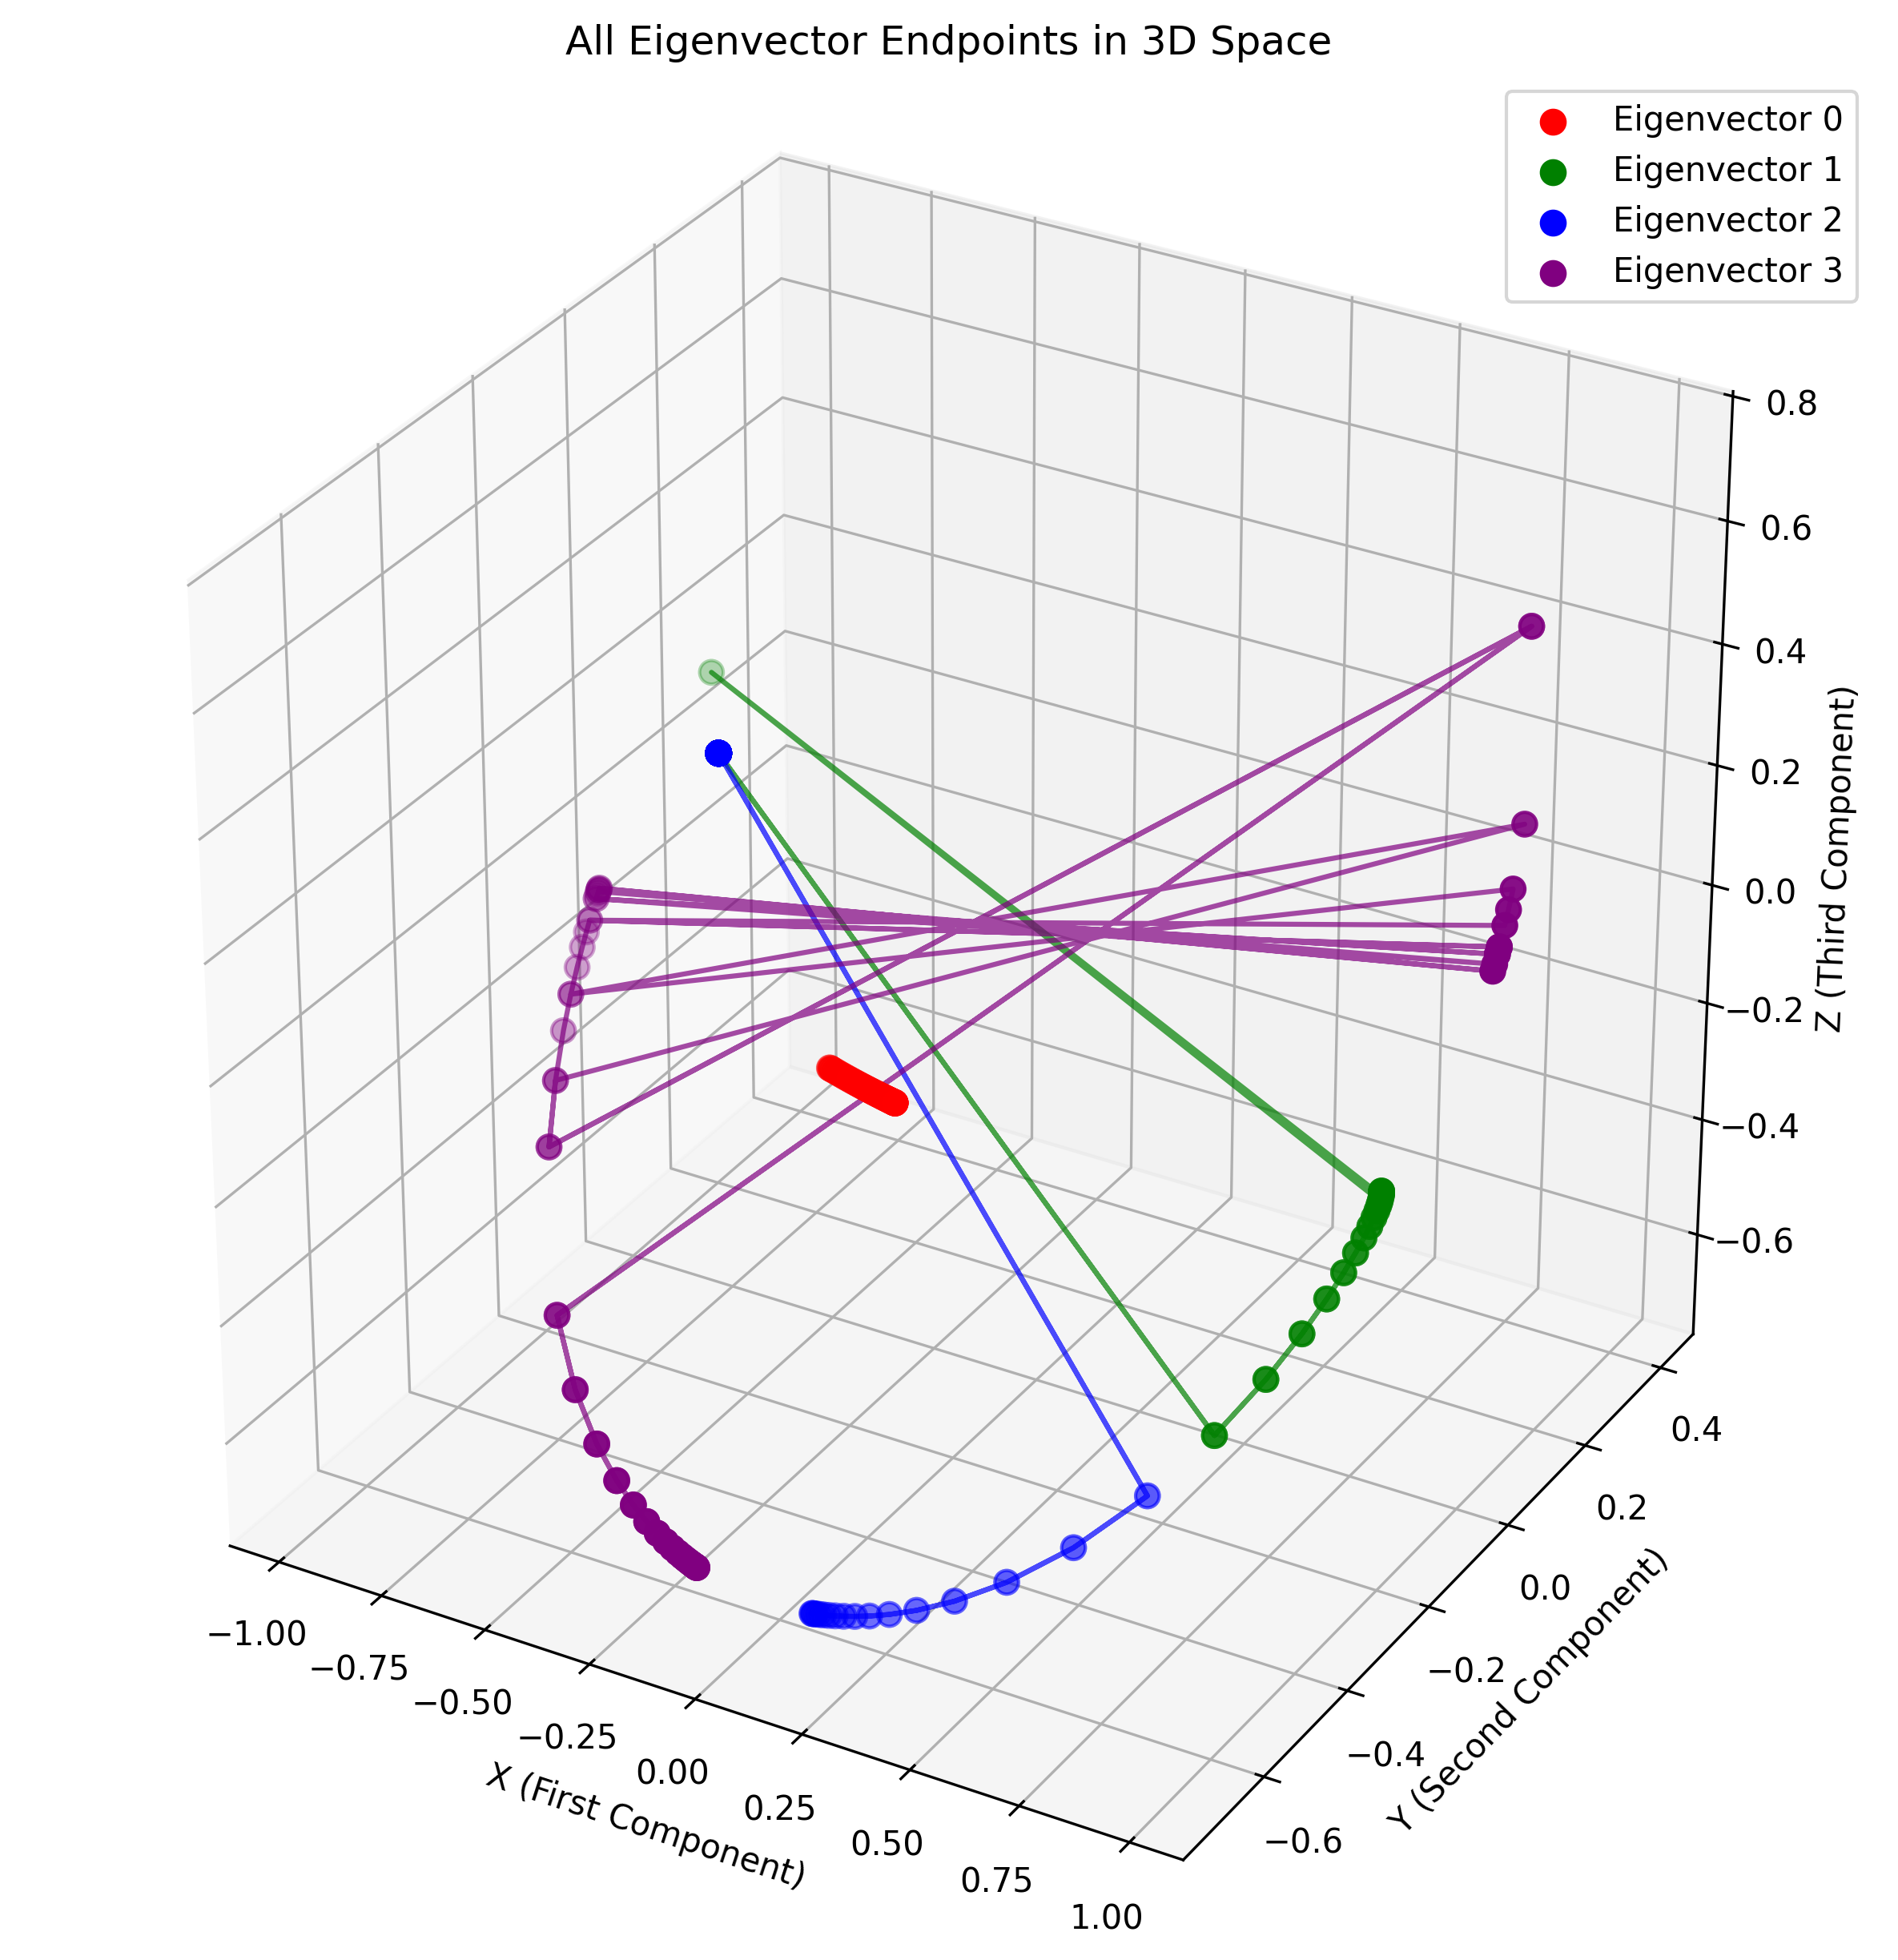 All Eigenvector Endpoints in 3D Space
Eigenvector 0
Eigenvector 1
Eigenvector 2
Eigenvector 3
0.8
0.6
0.4
0.2
0.0
−0.2
−0.4
−0.6
Z (Third Component)
0.4
0.2
0.0
−0.2
−0.4
−0.6
Y (Second Component)
−1.00
−0.75
−0.50
−0.25
0.00
0.25
0.50
0.75
1.00
X (First Component)